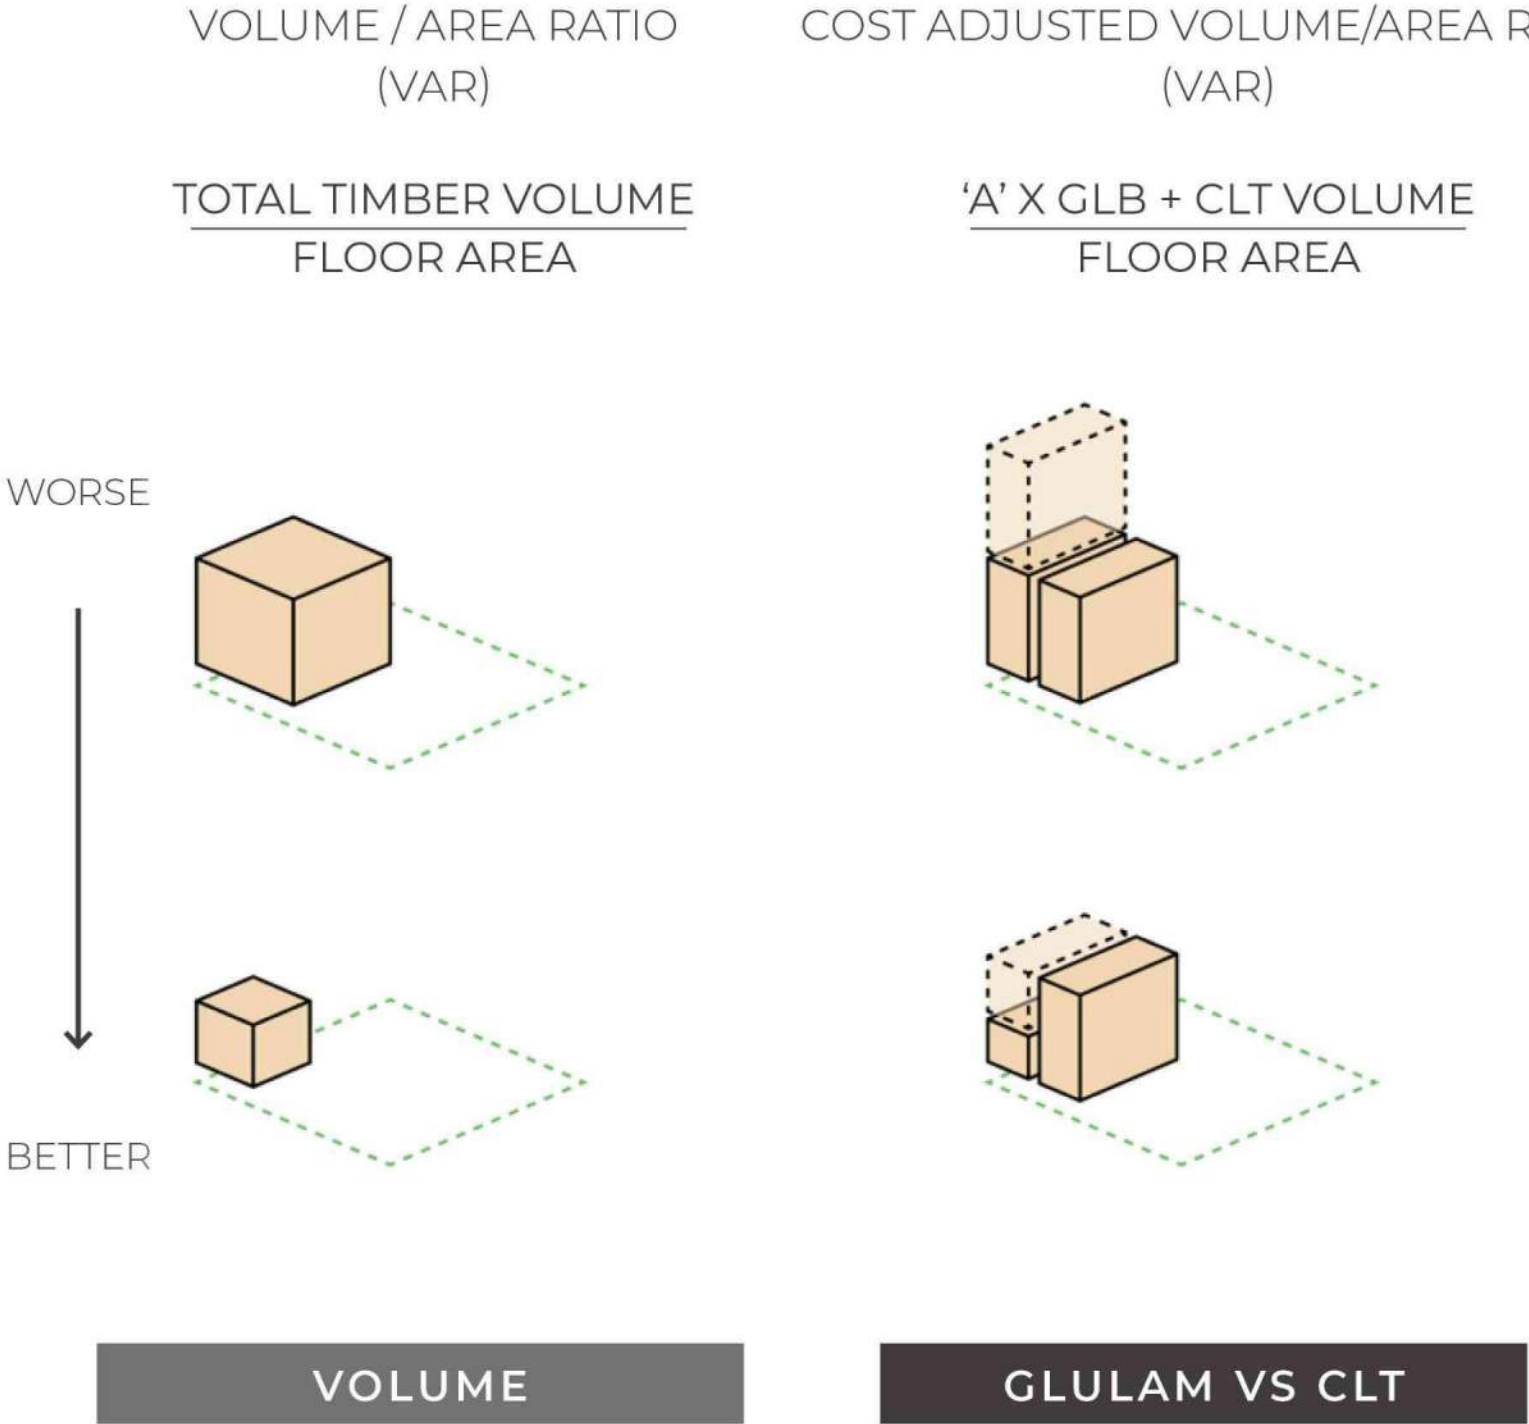 VOLUME / AREA RATIO
(VAR)
TOTAL TIMBER VOLUME
FLOOR AREA
COST ADJUSTED VOLUME/AREA R
(VAR)
‘A’ X GLB + CLT VOLUME
FLOOR AREA
WORSE
BETTER
VOLUME
GLULAM VS CLT